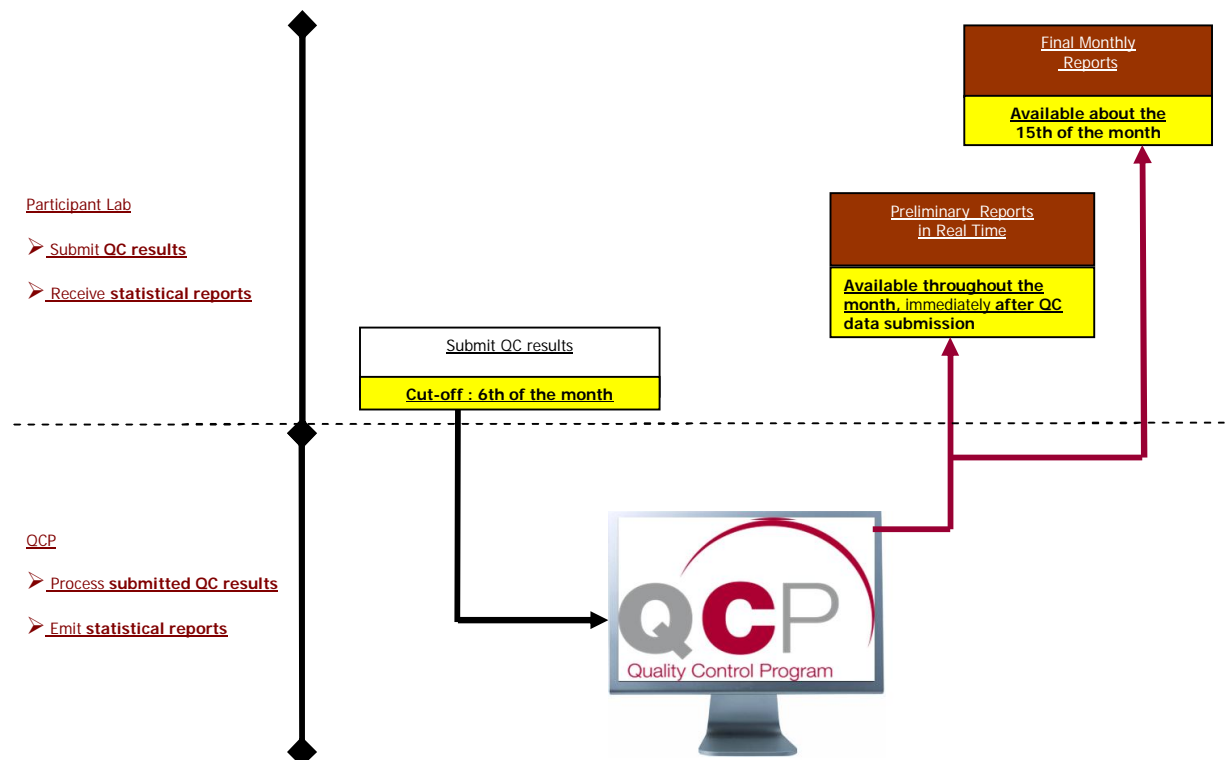 Final Monthly
Reports
Available about the
15th of the month
Participant Lab
Submit QC results
Receive statistical reports
Preliminary Reports
in Real Time
Available throughout the
month, immediately after QC
data submission
Submit QC results
Cut-off : 6th of the month
QCP
Process submitted QC results
Emit statistical reports
QCP
Quality Control Program